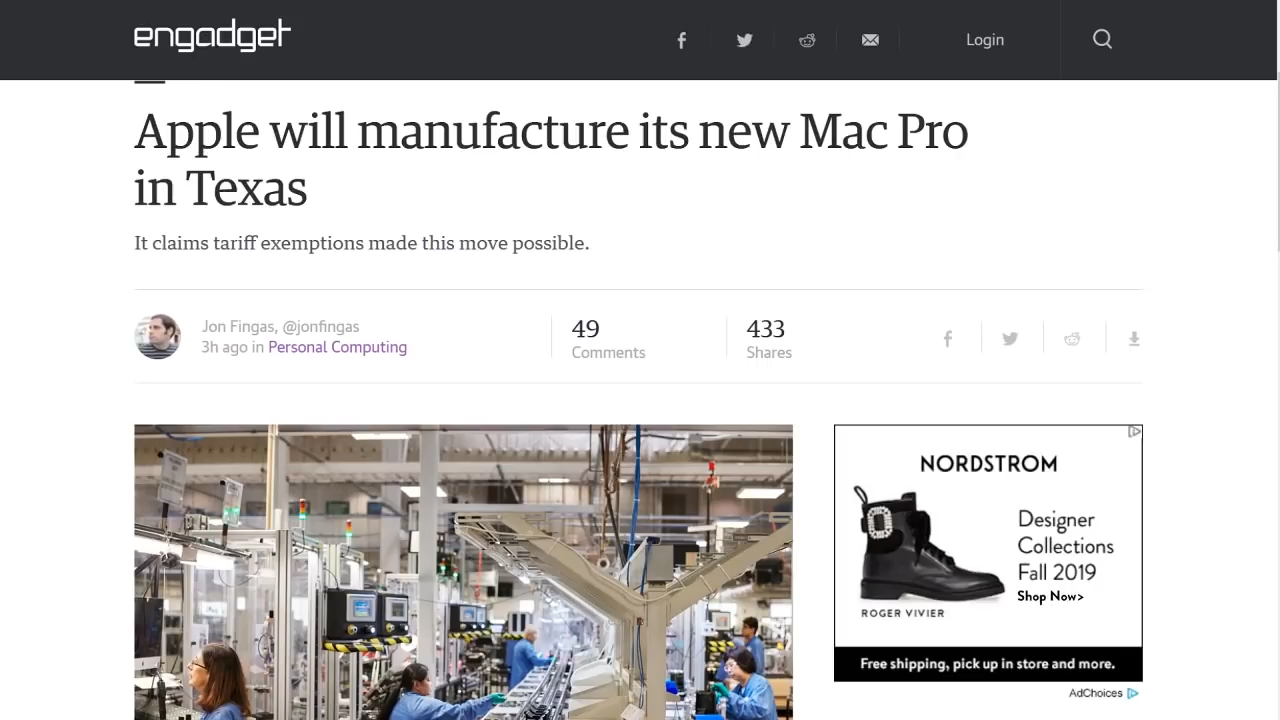 engadget
Login
Apple will manufacture its new Mac Pro
in Texas
It claims tariff exemptions made this move possible.
Jon Fingas, @jonfingas
3h ago in Personal Computing
49
Comments
433
Shares
NORDSTROM
Designer
Collections
Fall 2019
Shop Now>
ROGER VIVIER
Free shipping, pick up in store and more.
AdChoices